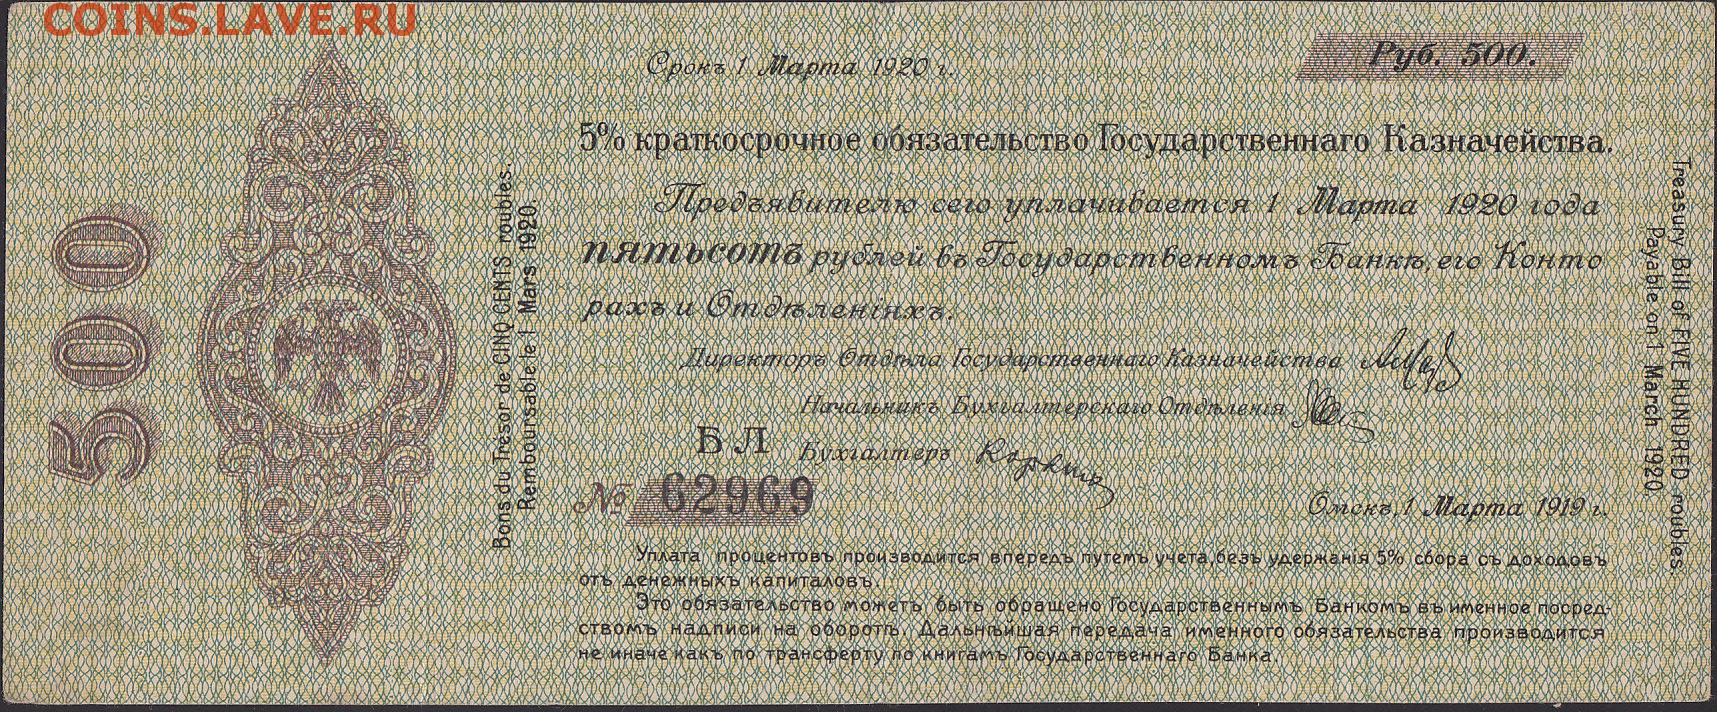 COINS.LAVE.RU
Срокъ 1 Марта 1920 г.
Руб. 500.
5% краткосрочное обязательство Государственнаго Казначейства.
Предъявителю сего уплачивается 1 Марта 1920 года
пятьсотъ рублей въ Государственномъ Банкѣ, его Конто
рахъ и Отдѣленіяхъ.
Директоръ Отдѣла Государственнаго Казначейства
Начальникъ Бухгалтерскаго Отдѣленія
БЛ Бухгалтеръ
№ 62969
Омскъ, 1 Марта 1919 г.
Уплата процентовъ производится впередъ путемъ учета, безъ удержанія 5% сбора съ доходовъ
отъ денежныхъ капиталовъ.
Это обязательство можетъ быть обращено Государственнымъ Банкомъ въ именное посред-
ствомъ надписи на оборотѣ. Дальнѣйшая передача именного обязательства производится
не иначе какъ по трансферту по книгамъ Государственнаго Банка.
500
Bons du Trésor de CINQ CENTS roubles.
Remboursable le 1 Mars 1920.
Treasury Bill of FIVE HUNDRED roubles.
Payable on 1 March 1920.